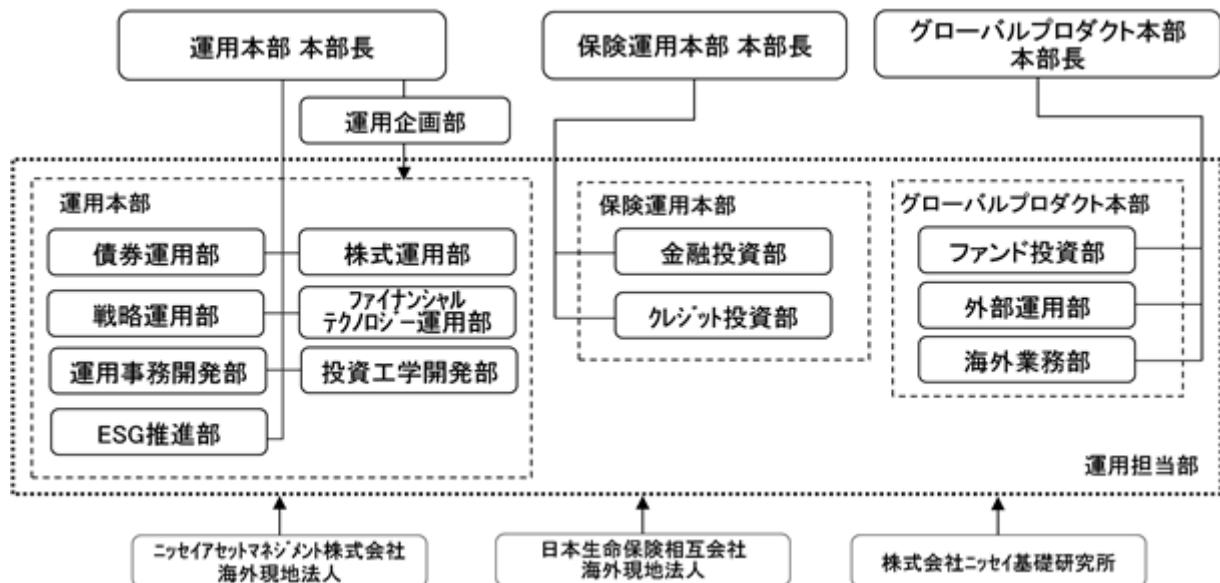 運用本部 本部長
保険運用本部 本部長
グローバルプロダクト本部
本部長
運用企画部
運用本部
債券運用部
株式運用部
戦略運用部
ファイナンシャル
テクノロジー運用部
運用事務開発部
投資工学開発部
ESG推進部
保険運用本部
金融投資部
クレジット投資部
グローバルプロダクト本部
ファンド投資部
外部運用部
海外業務部
運用担当部
ニッセイアセットマネジメント株式会社
海外現地法人
日本生命保険相互会社
海外現地法人
株式会社ニッセイ基礎研究所